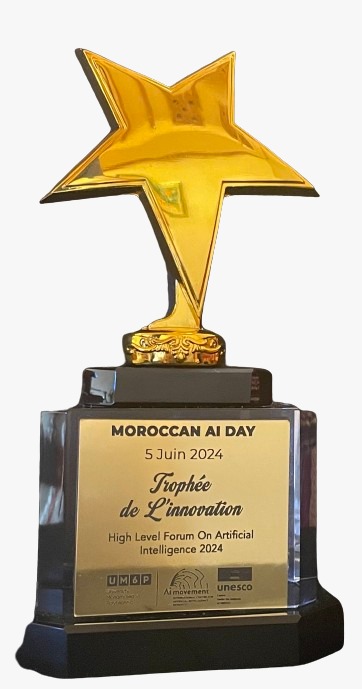 MOROCCAN AI DAY
5 Juin 2024
Trophée
de L'innovation
High Level Forum On Artificial
Intelligence 2024
UM6P
Ai movement
unesco